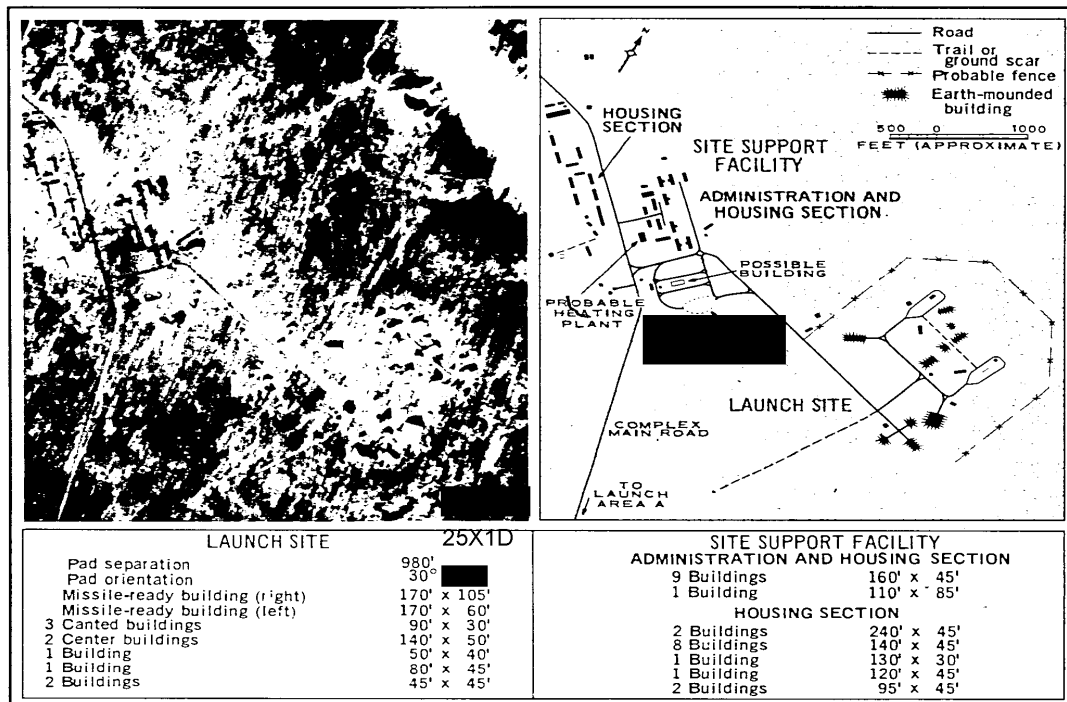 Road
Trail or
ground scar
Probable fence
Earth-mounded
building
500 0 1000
FEET (APPROXIMATE)
N
HOUSING
SECTION
SITE SUPPORT
FACILITY
ADMINISTRATION AND
HOUSING SECTION
POSSIBLE
BUILDING
PROBABLE
HEATING
PLANT
LAUNCH SITE
COMPLEX
MAIN ROAD
TO
LAUNCH
AREA A
LAUNCH SITE 25X1D
Pad separation 980'
Pad orientation 30°
Missile-ready building (right) 170' x 105'
Missile-ready building (left) 170' x 60'
3 Canted buildings 90' x 30'
2 Center buildings 140' x 50'
1 Building 50' x 40'
1 Building 80' x 45'
2 Buildings 45' x 45'
SITE SUPPORT FACILITY
ADMINISTRATION AND HOUSING SECTION
9 Buildings 160' x 45'
1 Building 110' x 85'
HOUSING SECTION
2 Buildings 240' x 45'
8 Buildings 140' x 45'
1 Building 130' x 30'
1 Building 120' x 45'
2 Buildings 95' x 45'